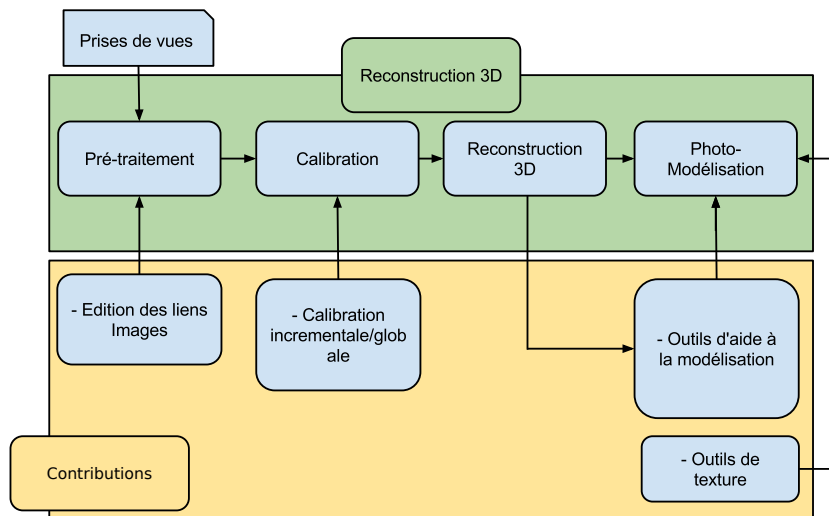 Prises de vues
Reconstruction 3D
Pré-traitement
Calibration
Reconstruction
3D
Photo-
Modélisation
- Edition des liens
Images
- Calibration
incrementale/glob
ale
- Outils d'aide à
la modélisation
Contributions
- Outils de
texture